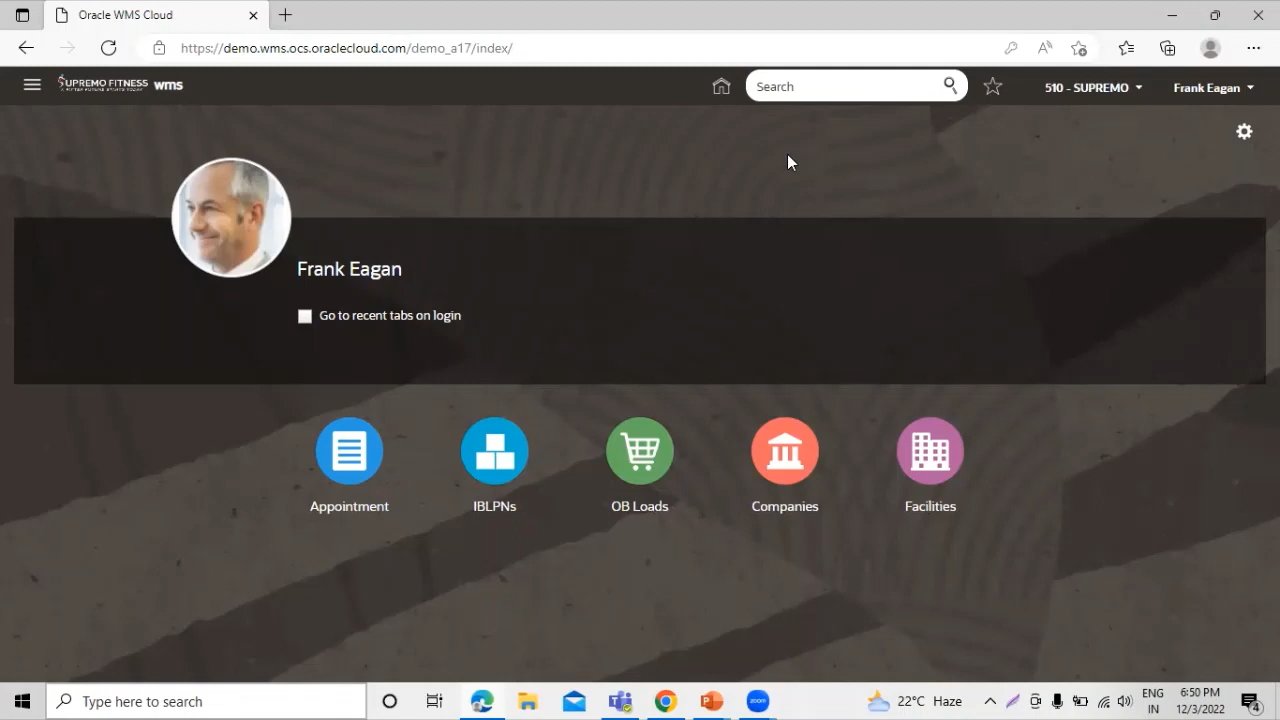 Oracle WMS Cloud
https://demo.wms.ocs.oraclecloud.com/demo_a17/index/
SUPREMO FITNESS wms
Search
510 - SUPREMO
Frank Eagan
Frank Eagan
Go to recent tabs on login
Appointment
IBLPNs
OB Loads
Companies
Facilities
Type here to search
zoom
22°C Haze
ENG
IN
6:50 PM
12/3/2022
4